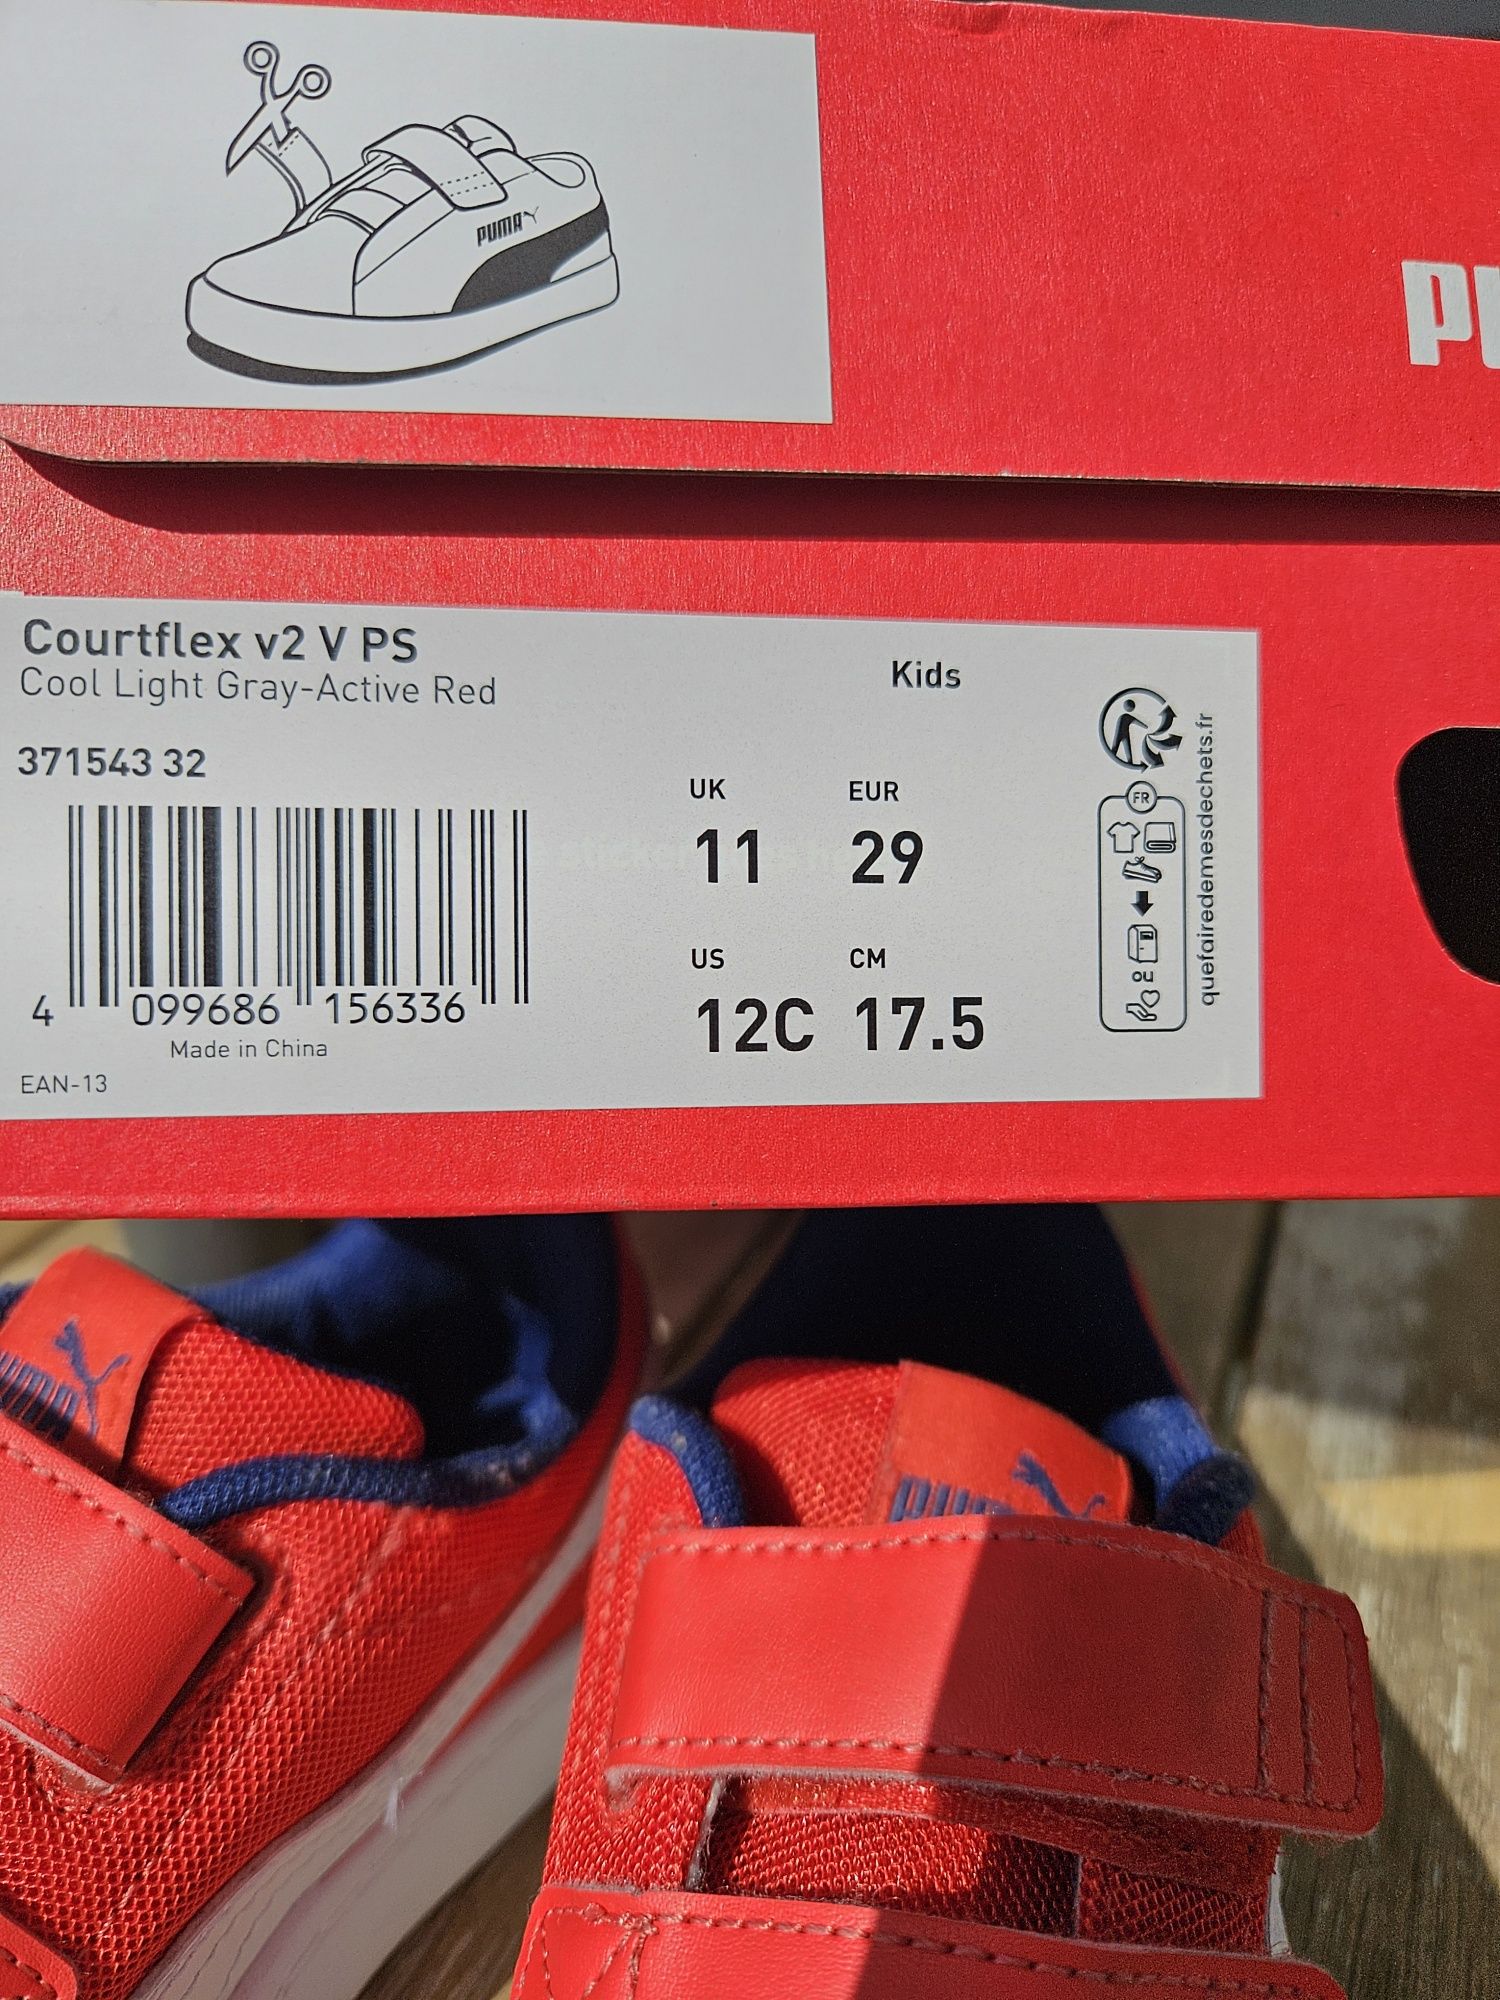 PUMA
Courtflex v2 V PS
Cool Light Gray-Active Red
Kids
371543 32
UK
EUR
11
29
US
CM
12C
17.5
4 099686 156336
Made in China
EAN-13
FR
ou
quefairedemesdechets.fr
PUMA